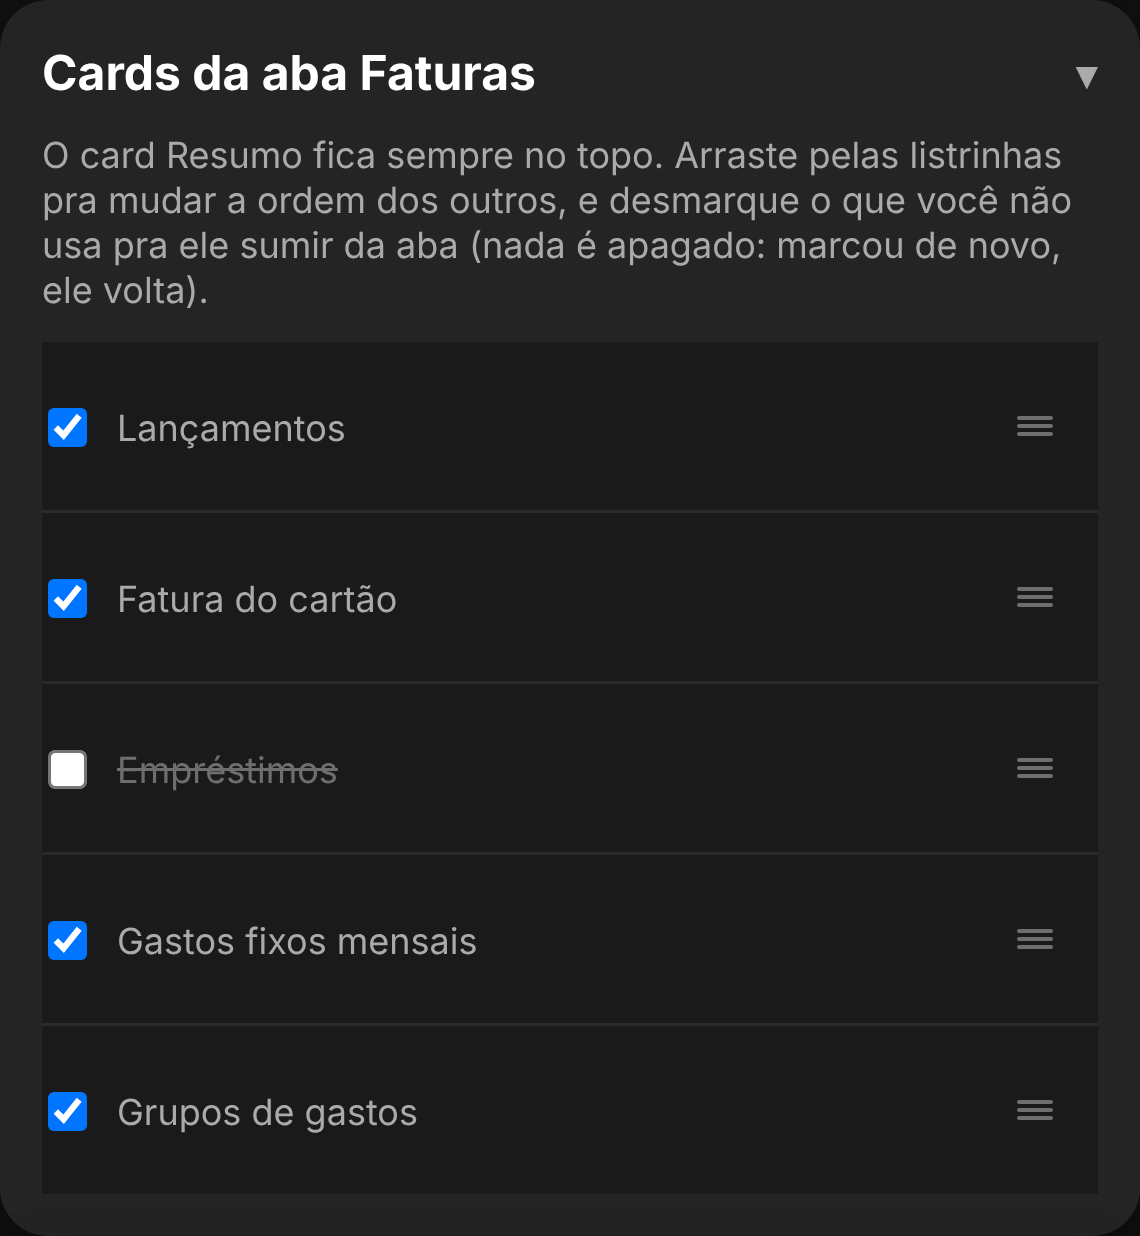 Cards da aba Faturas
▼
O card Resumo fica sempre no topo. Arraste pelas listrinhas
pra mudar a ordem dos outros, e desmarque o que você não
usa pra ele sumir da aba (nada é apagado: marcou de novo,
ele volta).
Lançamentos
Fatura do cartão
Empréstimos
Gastos fixos mensais
Grupos de gastos